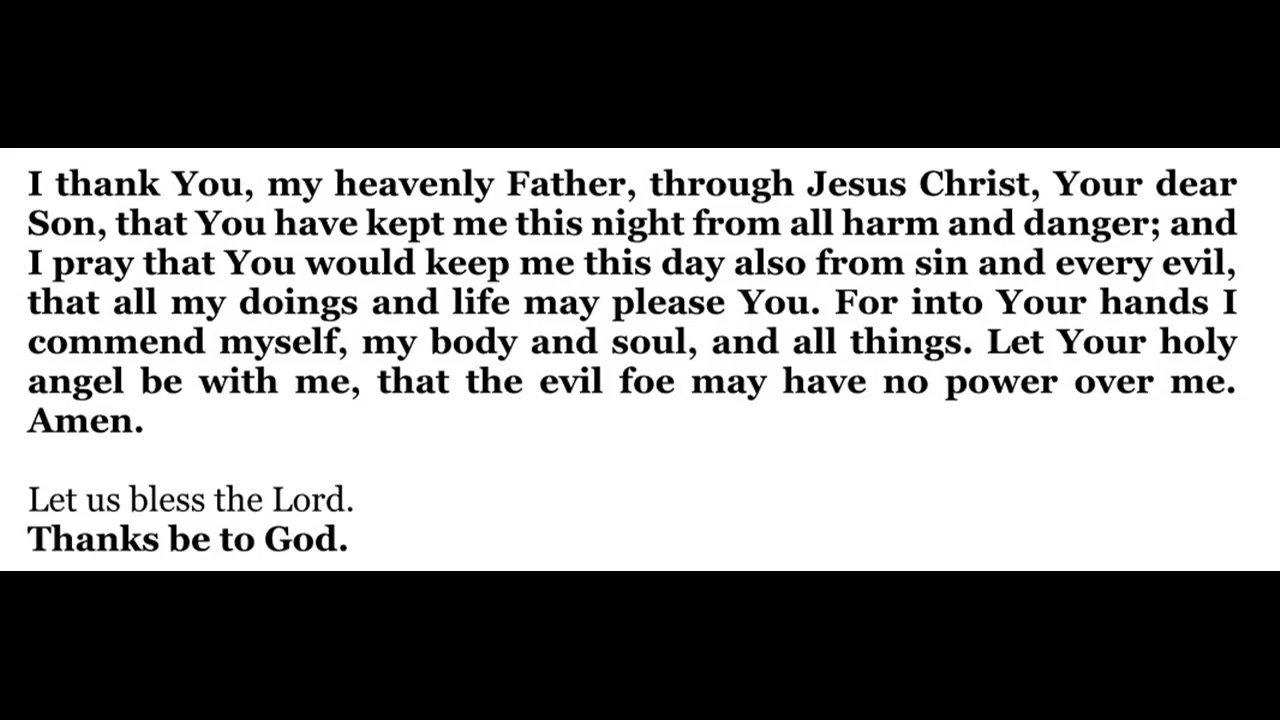 I thank You, my heavenly Father, through Jesus Christ, Your dear
Son, that You have kept me this night from all harm and danger; and
I pray that You would keep me this day also from sin and every evil,
that all my doings and life may please You. For into Your hands I
commend myself, my body and soul, and all things. Let Your holy
angel be with me, that the evil foe may have no power over me.
Amen.
Let us bless the Lord.
Thanks be to God.